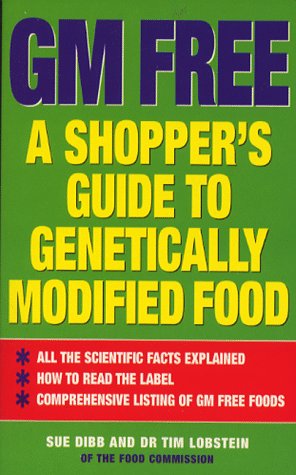 GM FREE
A SHOPPER'S
GUIDE TO
GENETICALLY
MODIFIED FOOD
* ALL THE SCIENTIFIC FACTS EXPLAINED
* HOW TO READ THE LABEL
* COMPREHENSIVE LISTING OF GM FREE FOODS
SUE DIBB AND DR TIM LOBSTEIN
OF THE FOOD COMMISSION